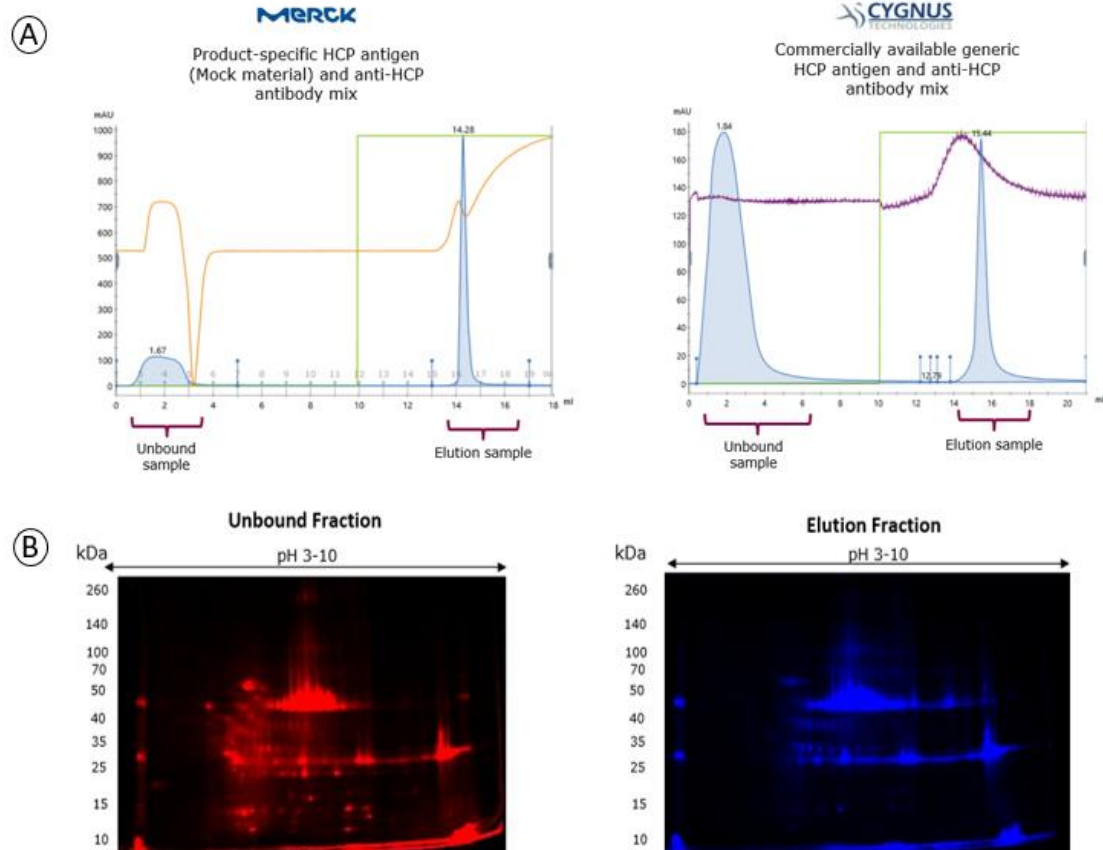 A
MERCK
Product-specific HCP antigen
(Mock material) and anti-HCP
antibody mix
mAU
1000
900
800
700
600
500
400
300
200
100
0
14.28
1.67
0 2 4 6 8 10 12 14 16 18 ml
Unbound
sample
Elution sample
CYGNUS
TECHNOLOGIES
Commercially available generic
HCP antigen and anti-HCP
antibody mix
mAU
180
160
140
120
100
80
60
40
20
0
1.84
15.44
12.79
0 2 4 6 8 10 12 14 16 18 20
Unbound
sample
Elution sample
B
Unbound Fraction
kDa
pH 3-10
260
140
100
70
50
40
35
25
15
10
Elution Fraction
kDa
pH 3-10
260
140
100
70
50
40
35
25
15
10